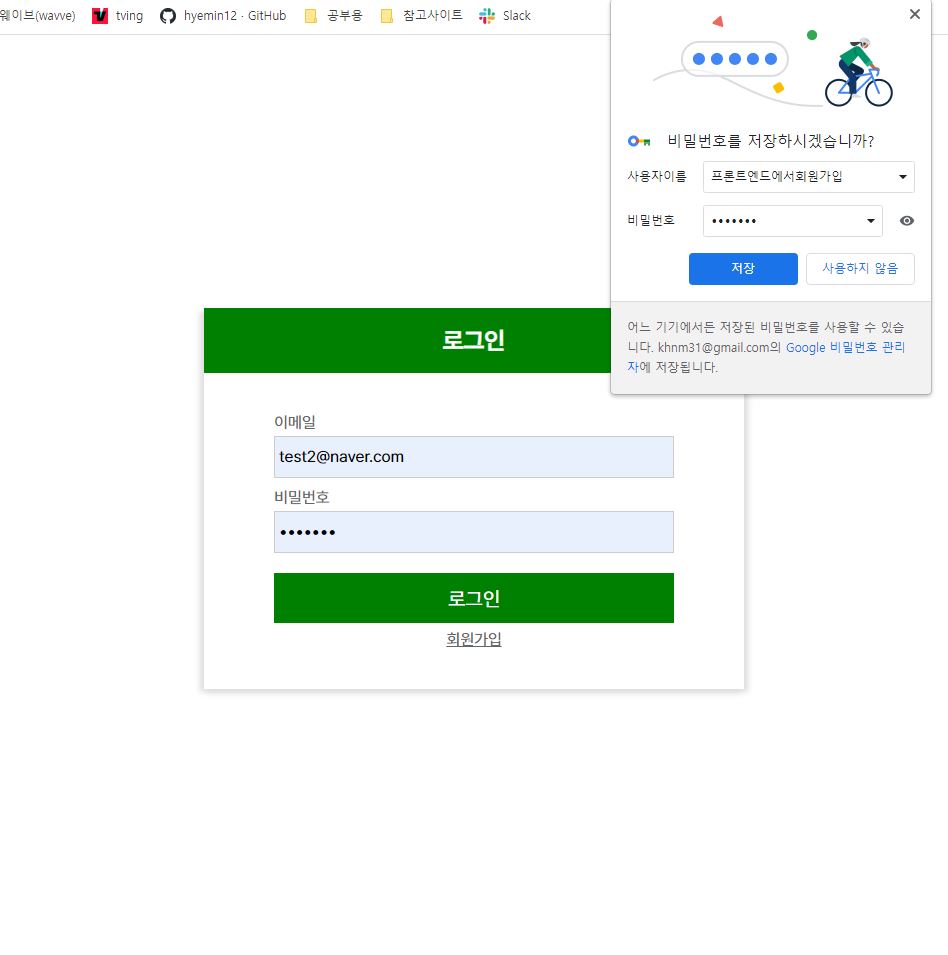 웨이브(wavve) tving hyemin12 · GitHub 공부용 참고사이트 Slack
비밀번호를 저장하시겠습니까?
사용자이름 프론트엔드에서회원가입
비밀번호 •••••••
저장 사용하지 않음
어느 기기에서든 저장된 비밀번호를 사용할 수 있습
니다. khnm31@gmail.com의 Google 비밀번호 관리
자에 저장됩니다.
로그인
이메일
test2@naver.com
비밀번호
•••••••
로그인
회원가입